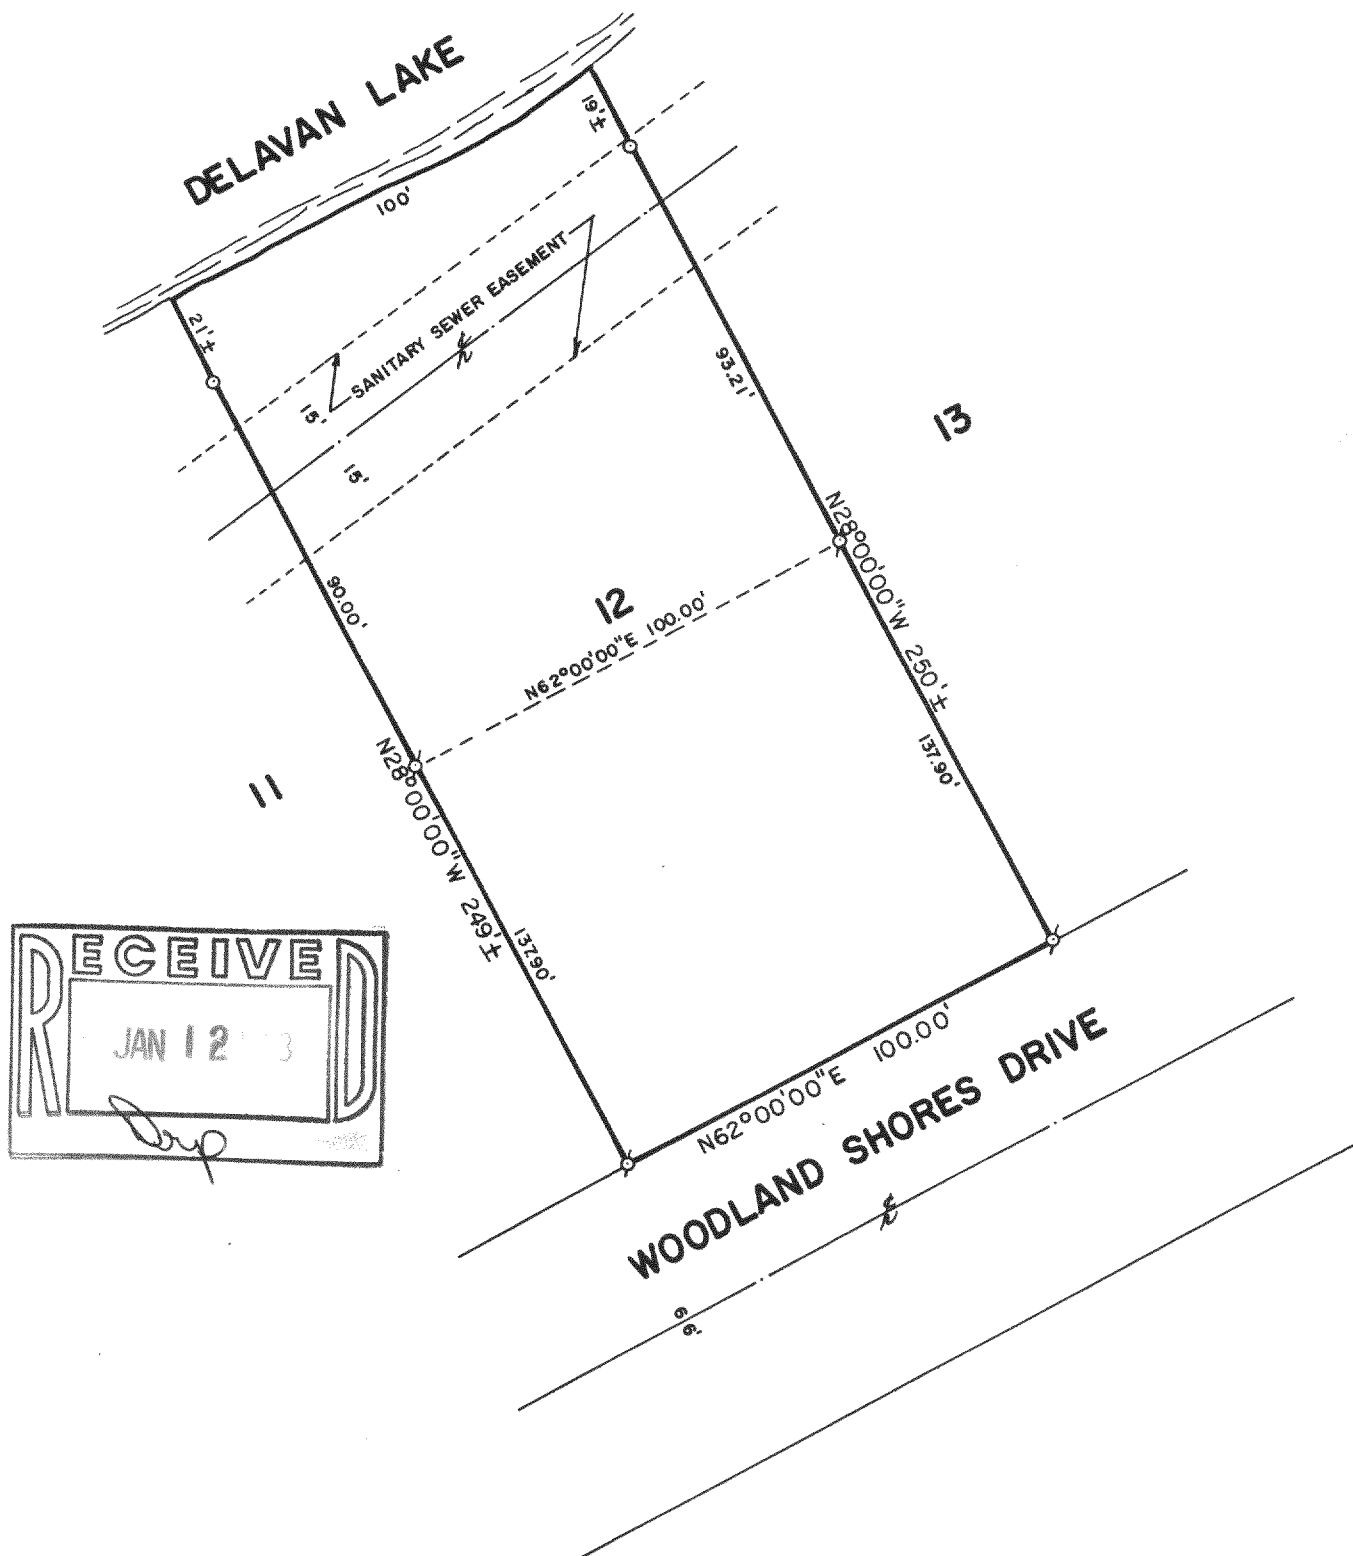 DELAVAN LAKE
19'±
100'
SANITARY SEWER EASEMENT
21'±
15'
15'
93.21'
13
90.00'
12
N62°00'00"E 100.00'
N28°00'00"W 250'±
137.90'
11
N28°00'00"W 249'±
137.90'
RECEIVED
JAN 12 3
N62°00'00"E 100.00'
WOODLAND SHORES DRIVE
66'